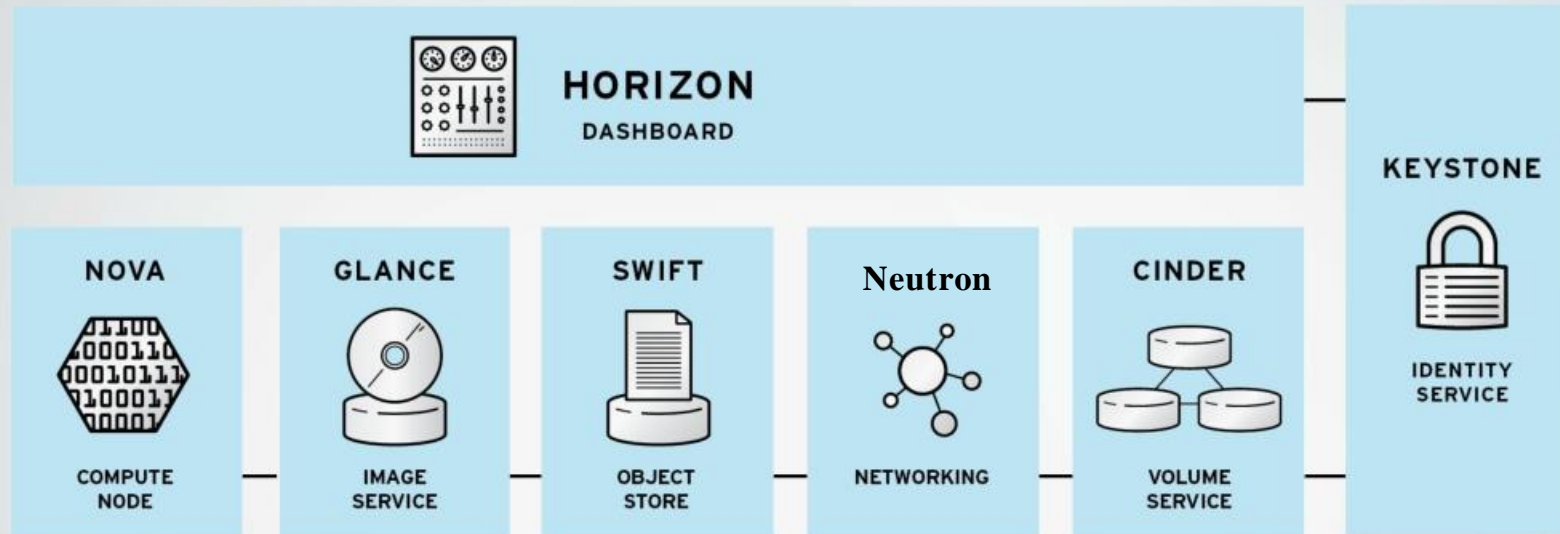 HORIZON
DASHBOARD
KEYSTONE
IDENTITY
SERVICE
NOVA
COMPUTE
NODE
GLANCE
IMAGE
SERVICE
SWIFT
OBJECT
STORE
Neutron
NETWORKING
CINDER
VOLUME
SERVICE